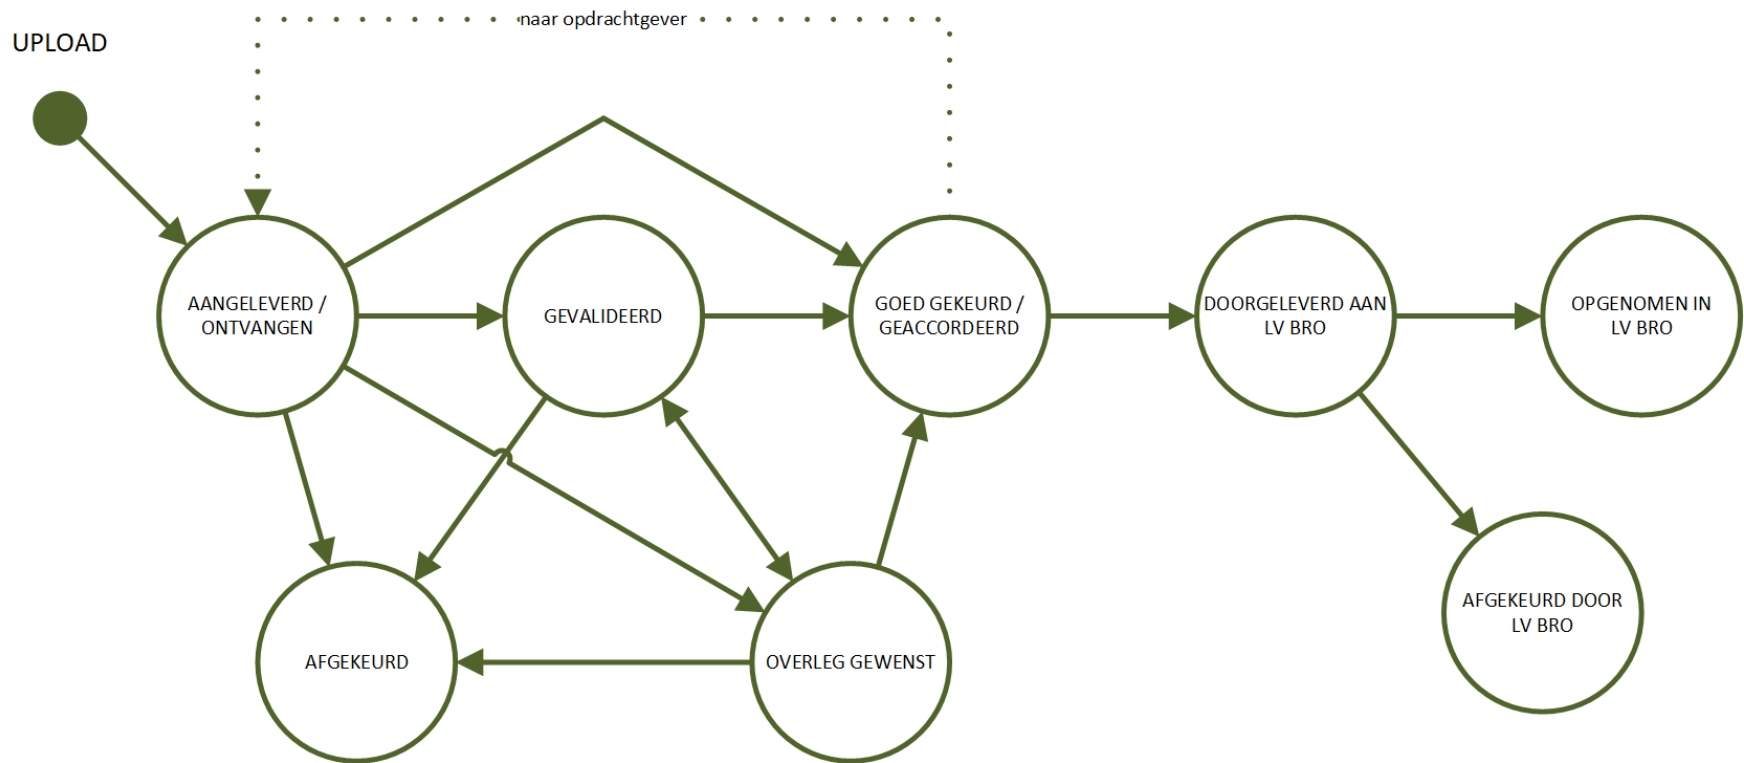 naar opdrachtgever
UPLOAD
AANGELEVERD /
ONTVANGEN
GEVALIDEERD
GOED GEKEURD /
GEACCORDEERD
DOORGELEVERD AAN
LV BRO
OPGENOMEN IN
LV BRO
AFGEKEURD
OVERLEG GEWENST
AFGEKEURD DOOR
LV BRO